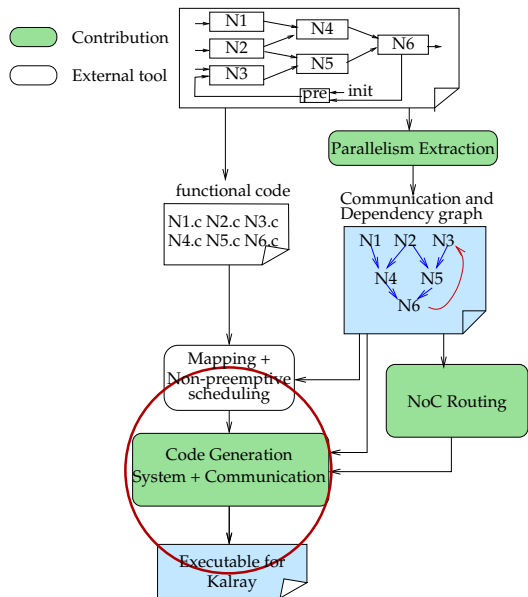 Contribution
External tool
N1
N2
N3
N4
N5
N6
pre
init
Parallelism Extraction
functional code
N1.c N2.c N3.c
N4.c N5.c N6.c
Communication and
Dependency graph
N1 N2 N3
N4 N5
N6
Mapping +
Non-preemptive
scheduling
NoC Routing
Code Generation
System + Communication
Executable for
Kalray